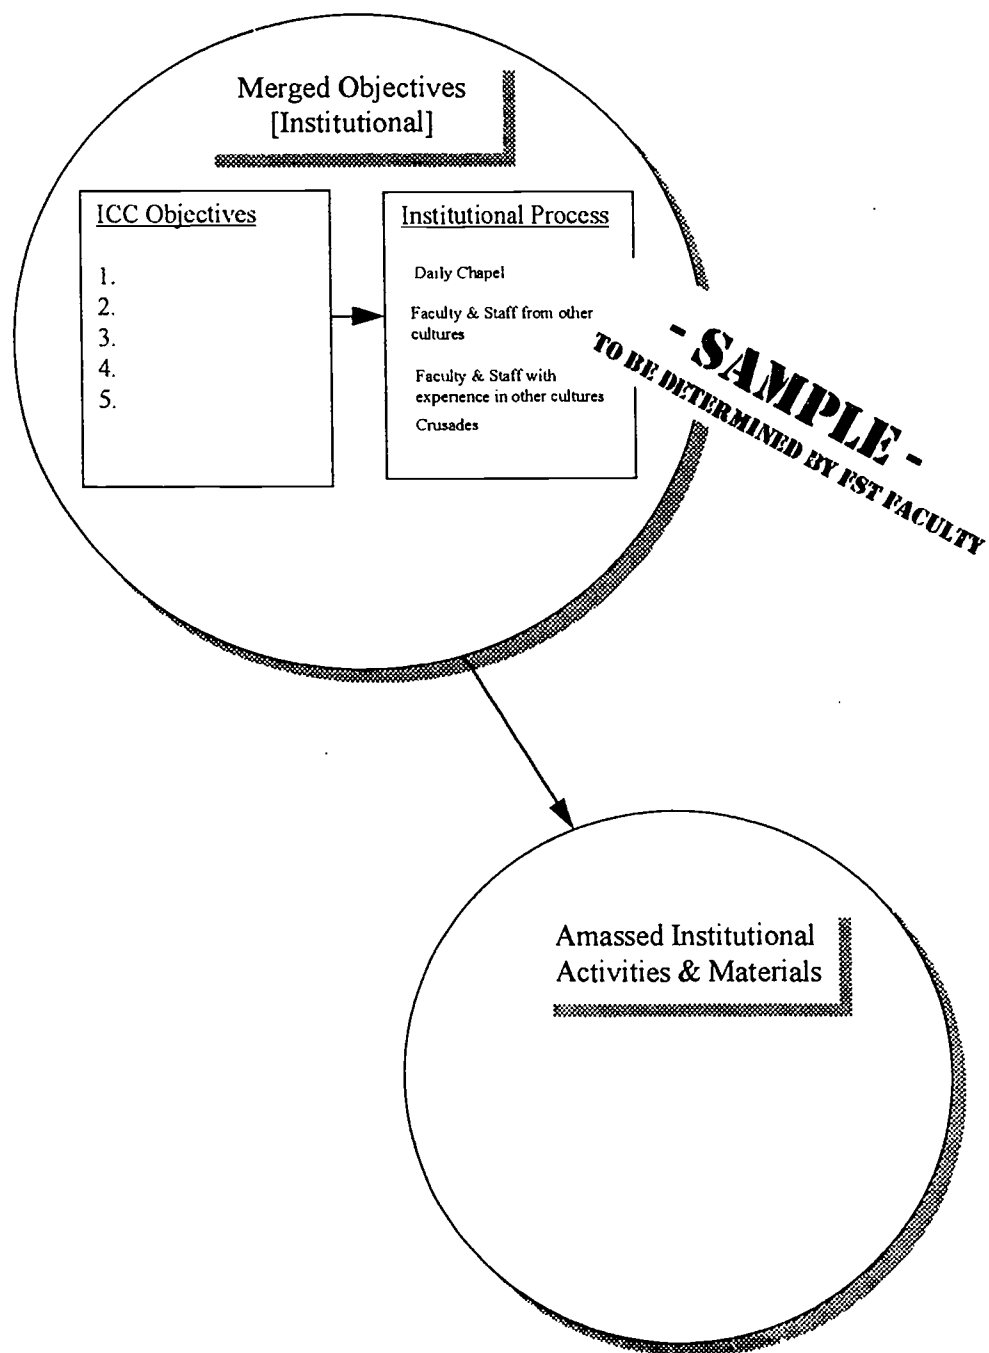 Merged Objectives
[Institutional]
ICC Objectives
1.
2.
3.
4.
5.
Institutional Process
Daily Chapel
Faculty & Staff from other
cultures
Faculty & Staff with
experience in other cultures
Crusades
- SAMPLE -
TO BE DETERMINED BY FST FACULTY
Amassed Institutional
Activities & Materials